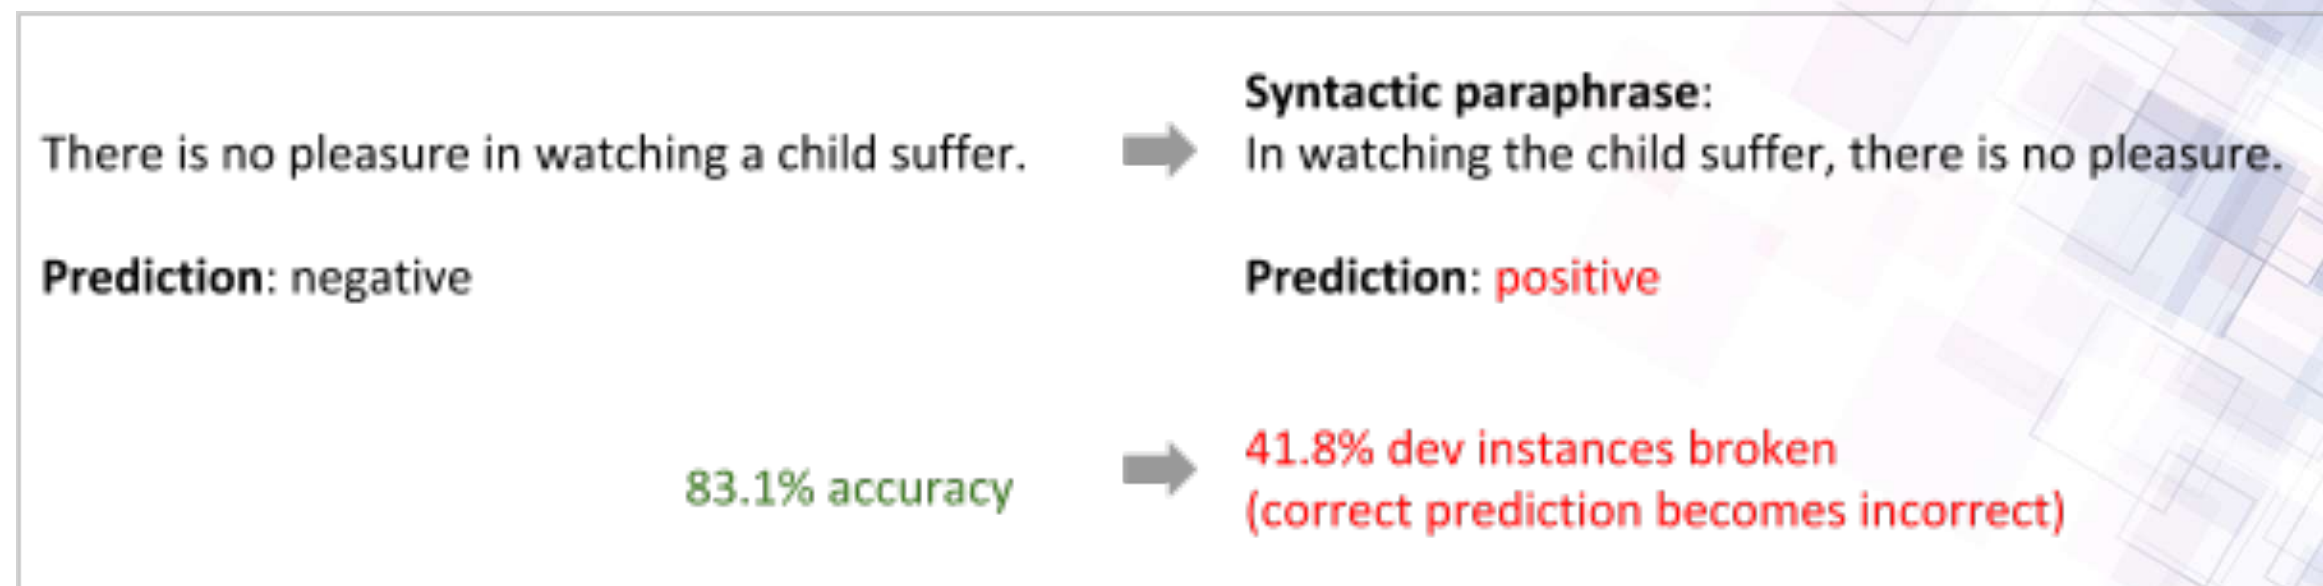 There is no pleasure in watching a child suffer.
Prediction: negative
83.1% accuracy
Syntactic paraphrase:
In watching the child suffer, there is no pleasure.
Prediction: positive
41.8% dev instances broken
(correct prediction becomes incorrect)